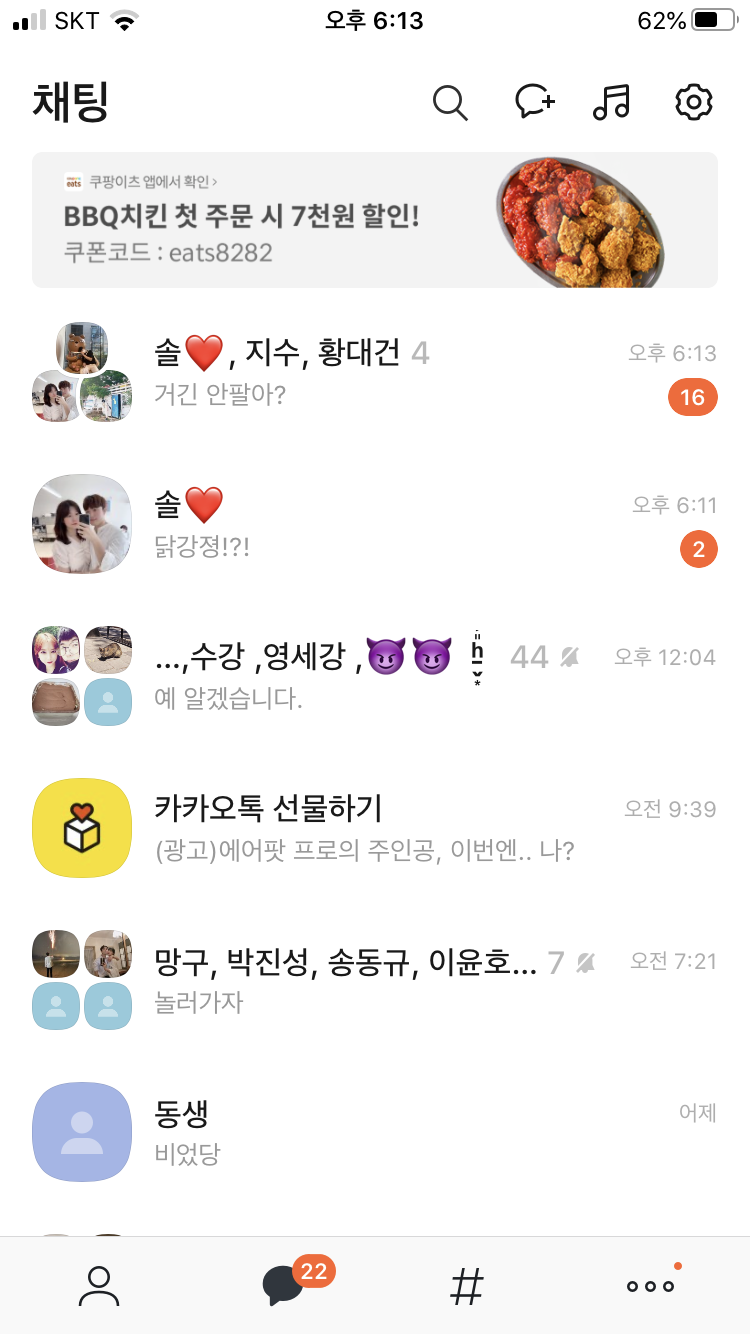 SKT 오후 6:13 62%
채팅
eats 쿠팡이츠 앱에서 확인 >
BBQ치킨 첫 주문 시 7천원 할인!
쿠폰코드 : eats8282
솔❤️, 지수, 황대건 4 오후 6:13
거긴 안팔아? 16
솔❤️ 오후 6:11
닭강졍!?! 2
...,수강 ,영세강 ,😈😈 44 오후 12:04
예 알겠습니다.
카카오톡 선물하기 오전 9:39
(광고)에어팟 프로의 주인공, 이번엔.. 나?
망구, 박진성, 송동규, 이윤호... 7 오전 7:21
놀러가자
동생 어제
비었당
22